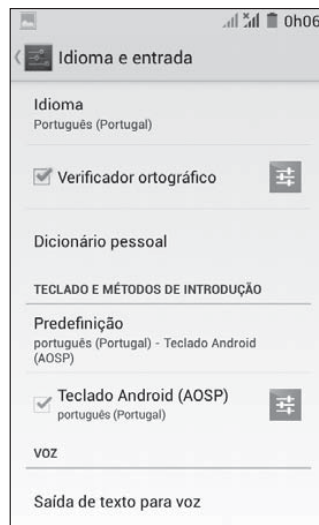 0h06
Idioma e entrada
Idioma
Português (Portugal)
Verificador ortográfico
Dicionário pessoal
TECLADO E MÉTODOS DE INTRODUÇÃO
Predefinição
português (Portugal) - Teclado Android
(AOSP)
Teclado Android (AOSP)
português (Portugal)
VOZ
Saída de texto para voz